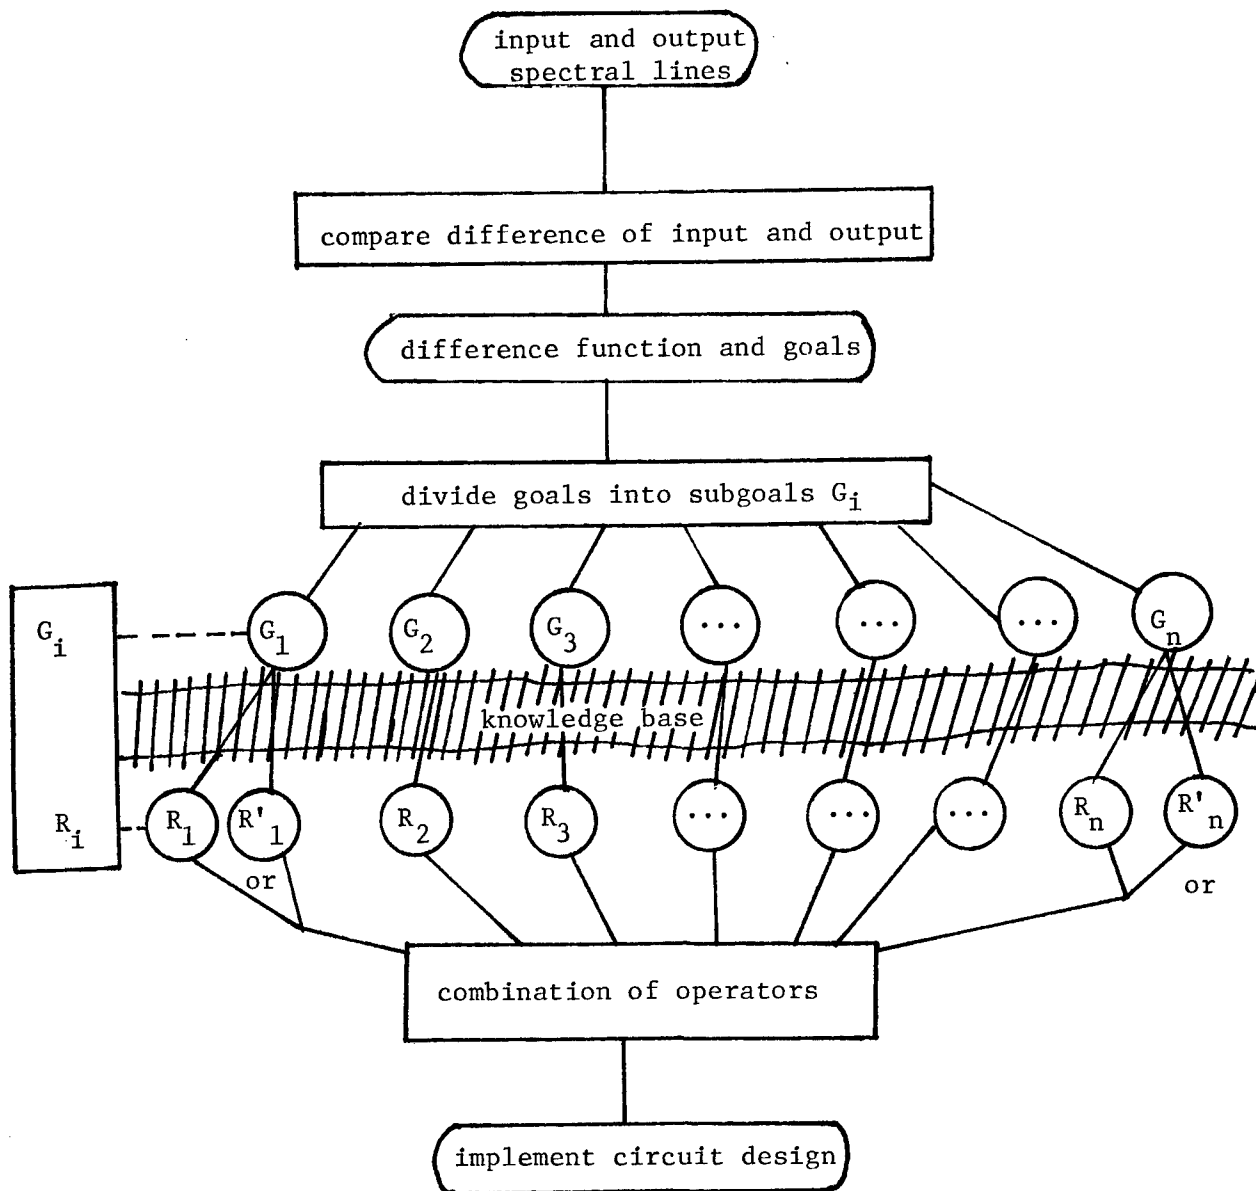 input and output
spectral lines
compare difference of input and output
difference function and goals
divide goals into subgoals Gi
Gi G1 G2 G3 ... ... ... Gn
knowledge base
Ri R1 R'1 R2 R3 ... ... ... Rn R'n
or or
combination of operators
implement circuit design